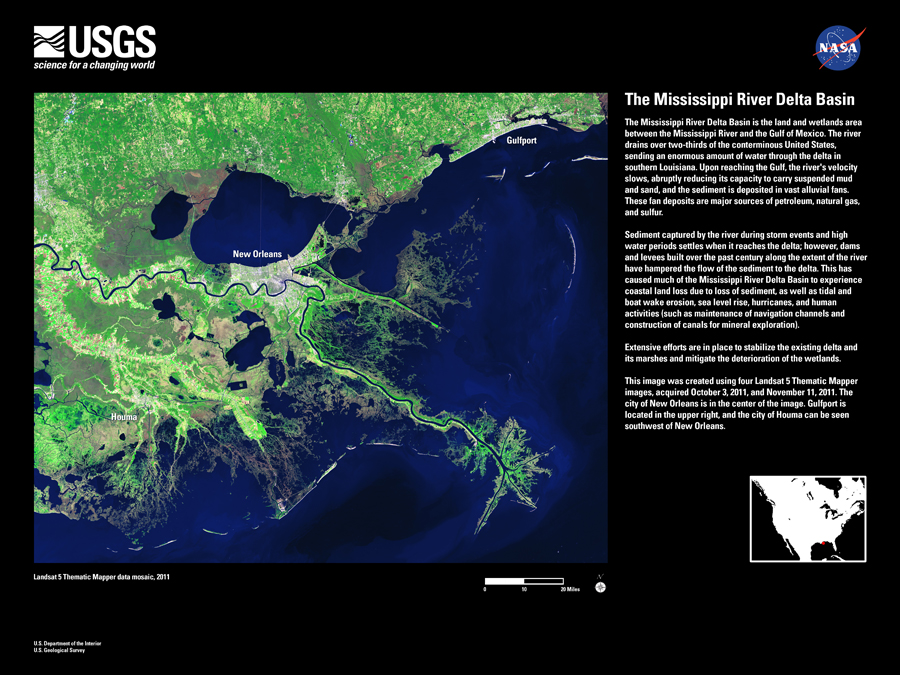 USGS
science for a changing world
NASA
The Mississippi River Delta Basin
The Mississippi River Delta Basin is the land and wetlands area
between the Mississippi River and the Gulf of Mexico. The river
drains over two-thirds of the conterminous United States,
sending an enormous amount of water through the delta in
southern Louisiana. Upon reaching the Gulf, the river's velocity
slows, abruptly reducing its capacity to carry suspended mud
and sand, and the sediment is deposited in vast alluvial fans.
These fan deposits are major sources of petroleum, natural gas,
and sulfur.
Sediment captured by the river during storm events and high
water periods settles when it reaches the delta; however, dams
and levees built over the past century along the extent of the river
have hampered the flow of the sediment to the delta. This has
caused much of the Mississippi River Delta Basin to experience
coastal land loss due to loss of sediment, as well as tidal and
boat wake erosion, sea level rise, hurricanes, and human
activities (such as maintenance of navigation channels and
construction of canals for mineral exploration).
Extensive efforts are in place to stabilize the existing delta and
its marshes and mitigate the deterioration of the wetlands.
This image was created using four Landsat 5 Thematic Mapper
images, acquired October 3, 2011, and November 11, 2011. The
city of New Orleans is in the center of the image. Gulfport is
located in the upper right, and the city of Houma can be seen
southwest of New Orleans.
Gulfport
New Orleans
Houma
Landsat 5 Thematic Mapper data mosaic, 2011
0 10 20 Miles
N
U.S. Department of the Interior
U.S. Geological Survey